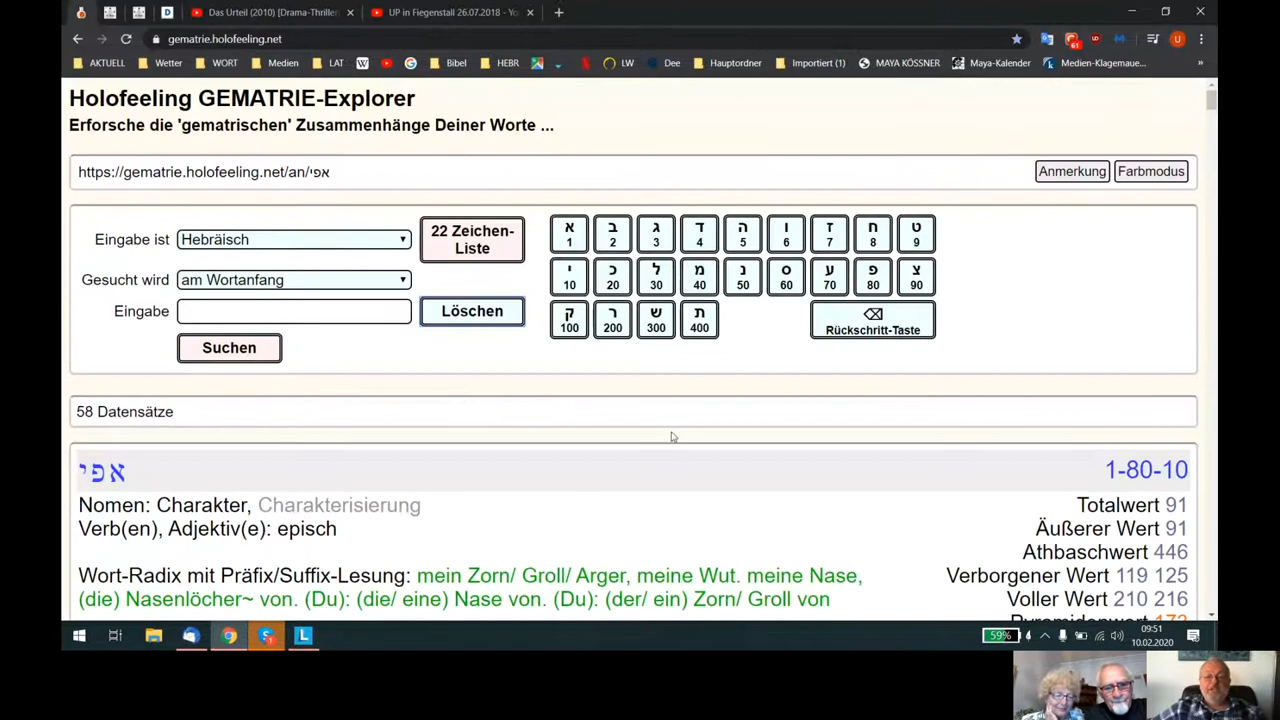 Das Urteil (2010) [Drama-Thriller
UP in Fiegenstall 26.07.2018 - Yo
gematrie.holofeeling.net
61
U
AKTUELL Wetter WORT Medien LAT Bibel HEBR LW Dee Hauptordner Importiert (1) MAYA KÖSSNER Maya-Kalender Medien-Klagemaue...
Holofeeling GEMATRIE-Explorer
Erforsche die 'gematrischen' Zusammenhänge Deiner Worte ...
https://gematrie.holofeeling.net/an/אפי
Anmerkung Farbmodus
Eingabe ist Hebräisch
22 Zeichen-
Liste
Gesucht wird am Wortanfang
Eingabe
Löschen
Suchen
א ב ג ד ה ו ז ח ט
1 2 3 4 5 6 7 8 9
י כ ל מ נ ס ע פ צ
10 20 30 40 50 60 70 80 90
ק ר ש ת
100 200 300 400
Rückschritt-Taste
58 Datensätze
אפי 1-80-10
Nomen: Charakter, Charakterisierung
Verb(en), Adjektiv(e): episch
Wort-Radix mit Präfix/Suffix-Lesung: mein Zorn/ Groll/ Arger, meine Wut. meine Nase,
(die) Nasenlöcher~ von. (Du): (die/ eine) Nase von. (Du): (der/ ein) Zorn/ Groll von
Totalwert 91
Äußerer Wert 91
Athbaschwert 446
Verborgener Wert 119 125
Voller Wert 210 216
59%
09:51
10.02.2020